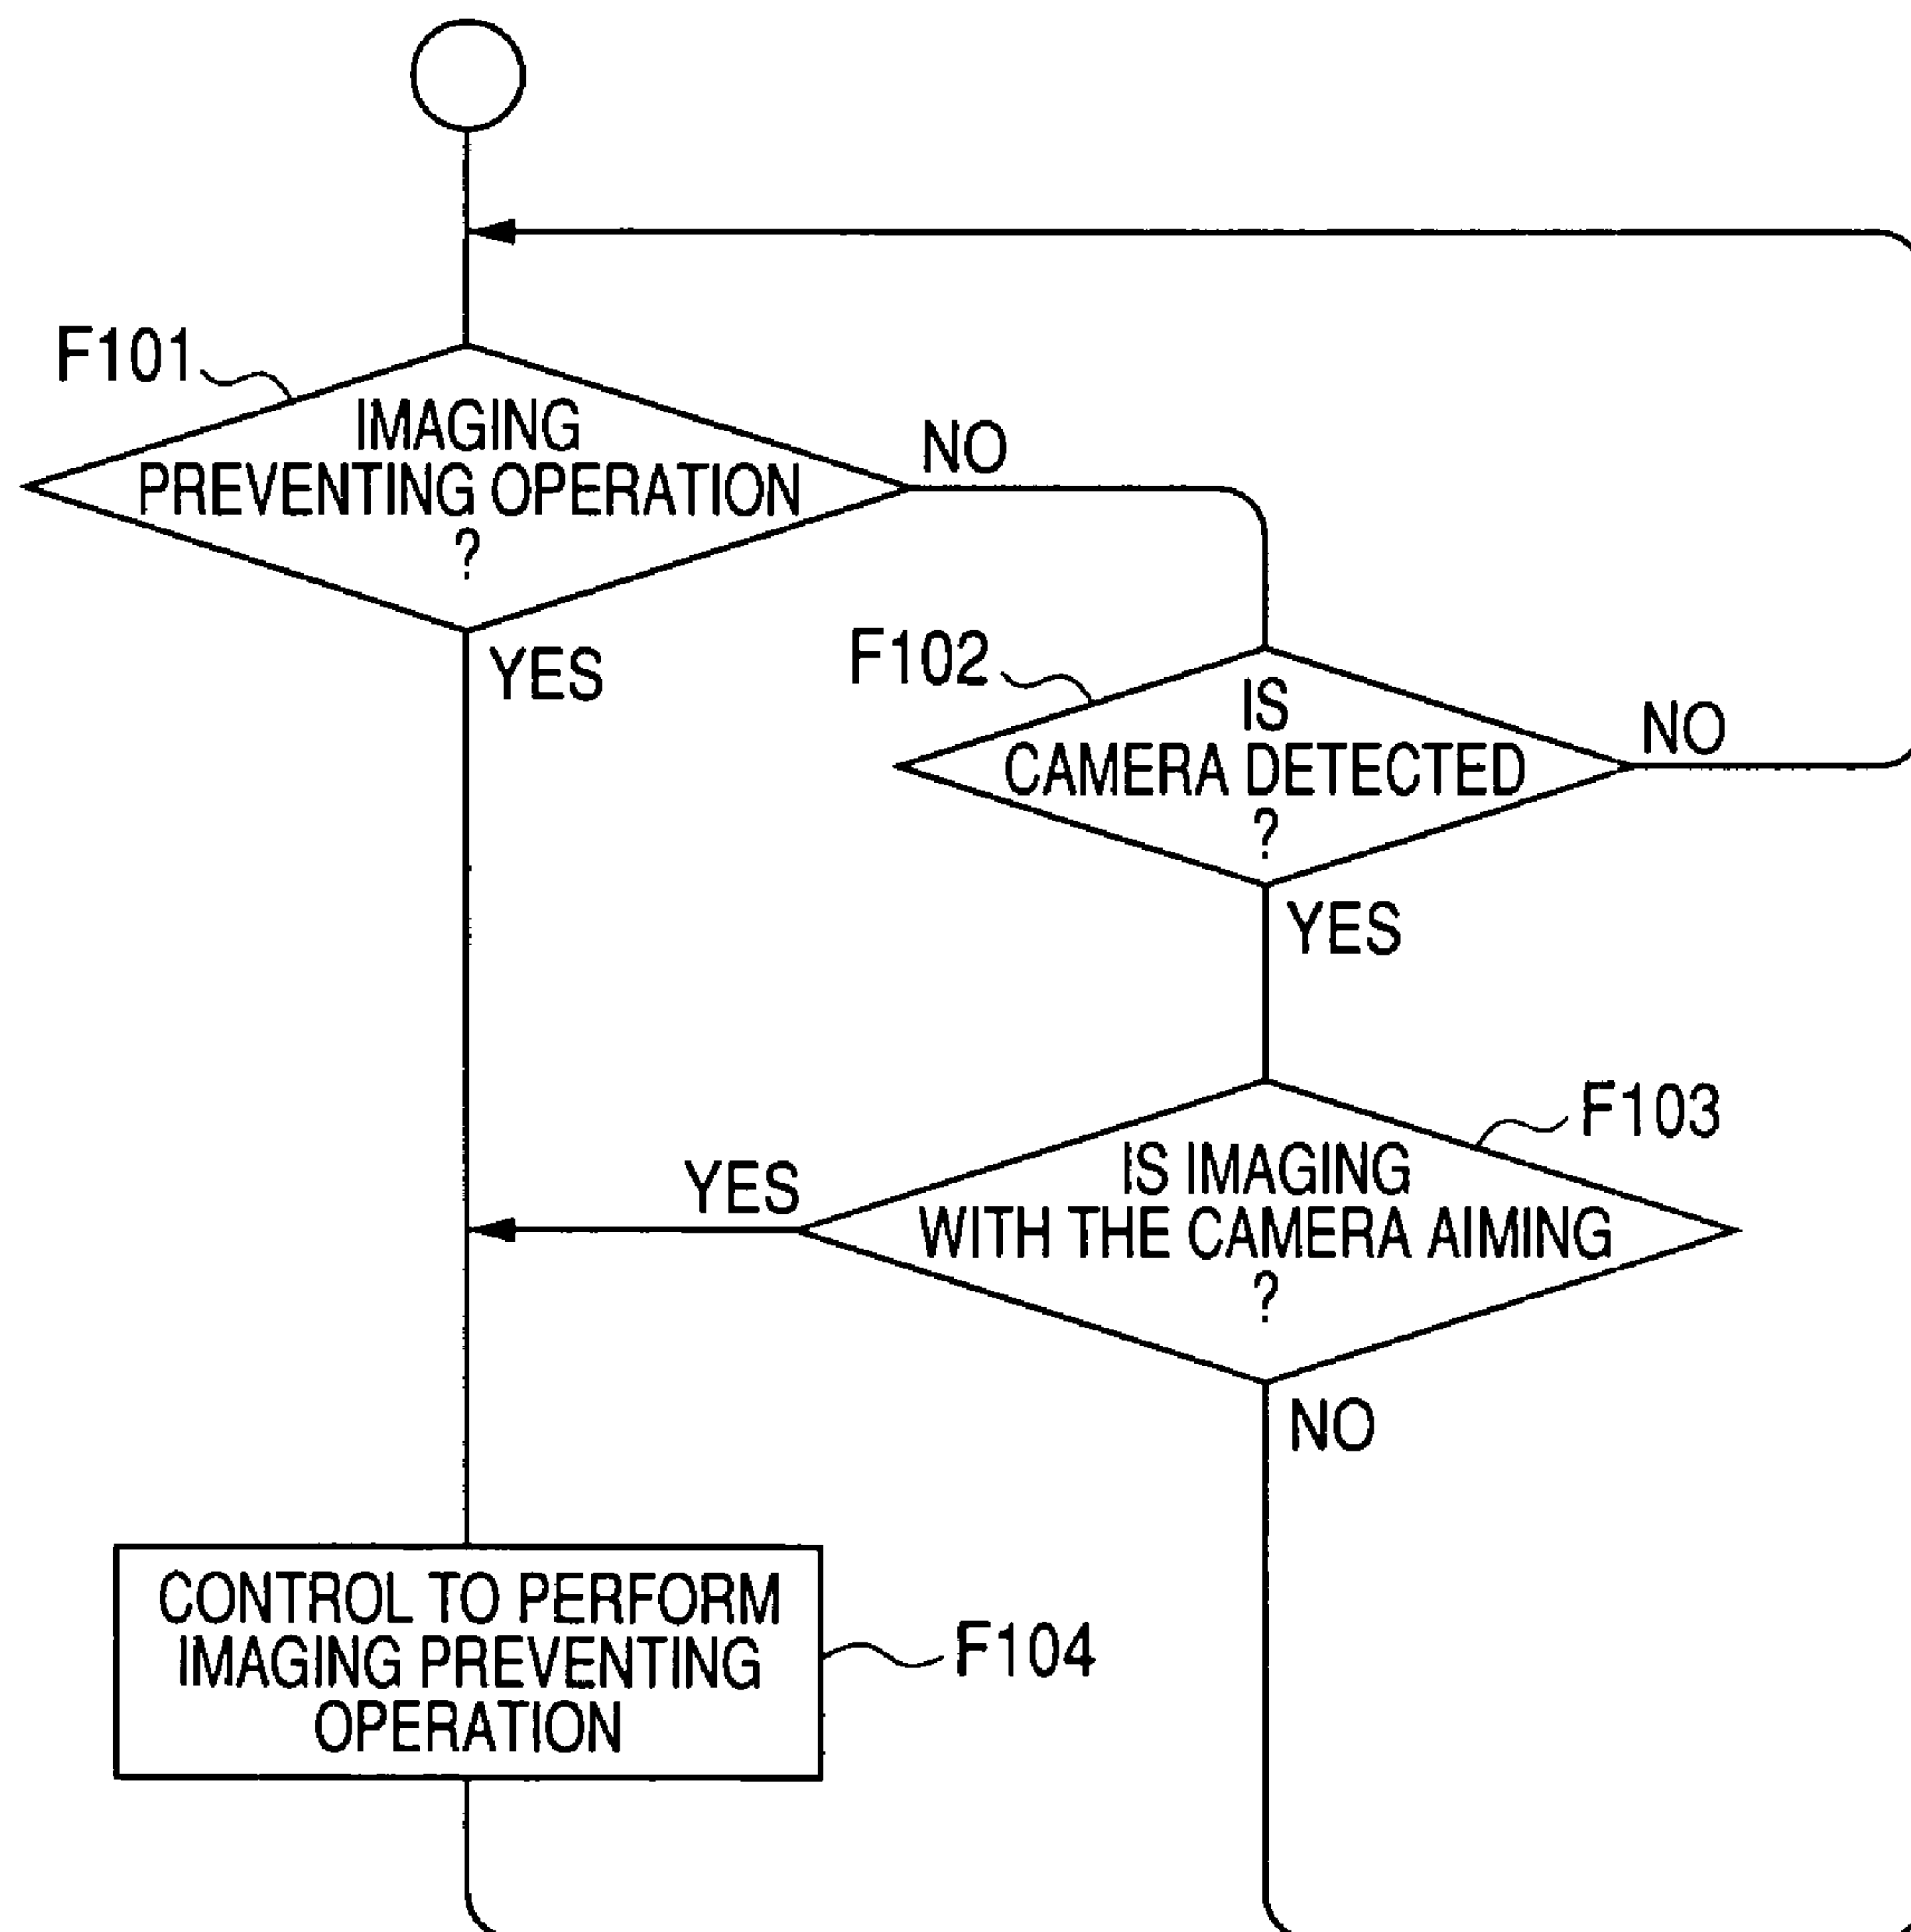 F101
IMAGING
PREVENTING OPERATION
?
NO
YES
F102
IS
CAMERA DETECTED
?
NO
YES
F103
IS IMAGING
WITH THE CAMERA AIMING
?
YES
NO
CONTROL TO PERFORM
IMAGING PREVENTING
OPERATION
F104